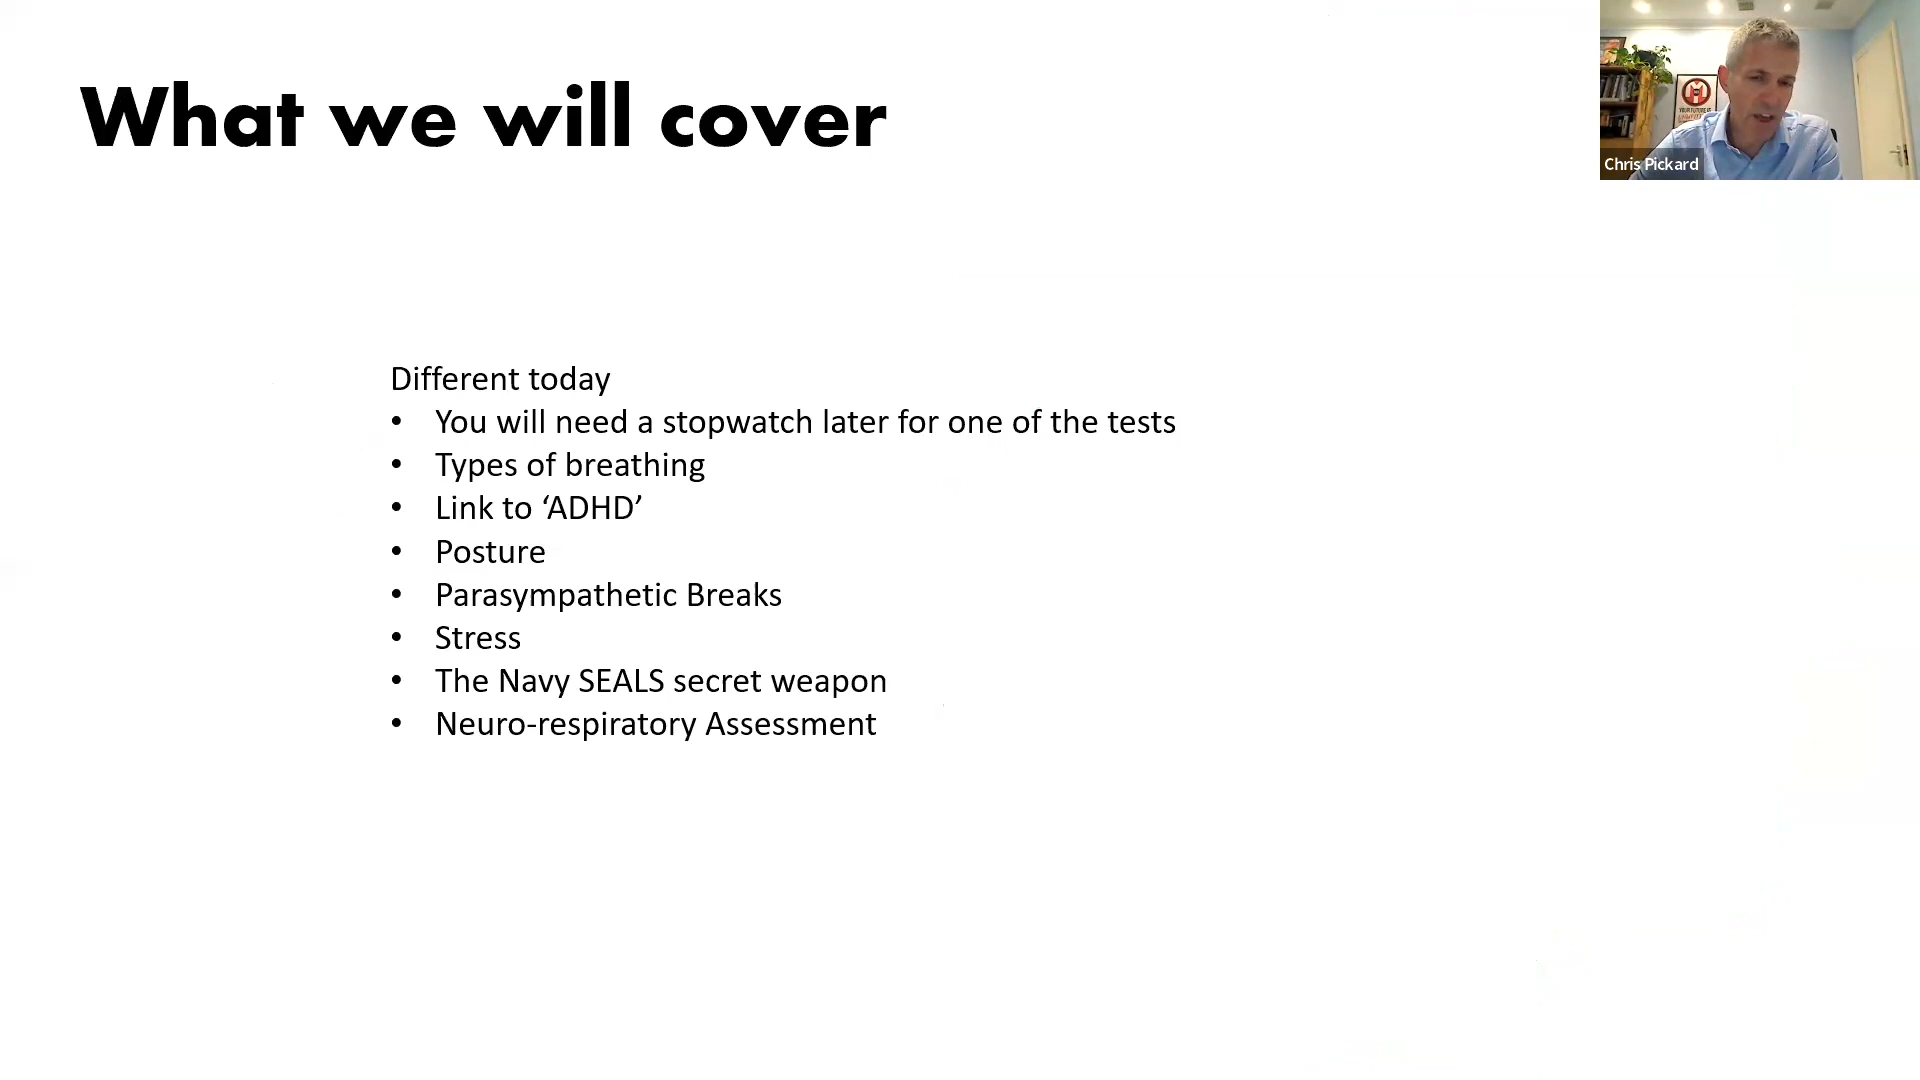 What we will cover
Chris Pickard
Different today
• You will need a stopwatch later for one of the tests
• Types of breathing
• Link to ‘ADHD’
• Posture
• Parasympathetic Breaks
• Stress
• The Navy SEALS secret weapon
• Neuro-respiratory Assessment